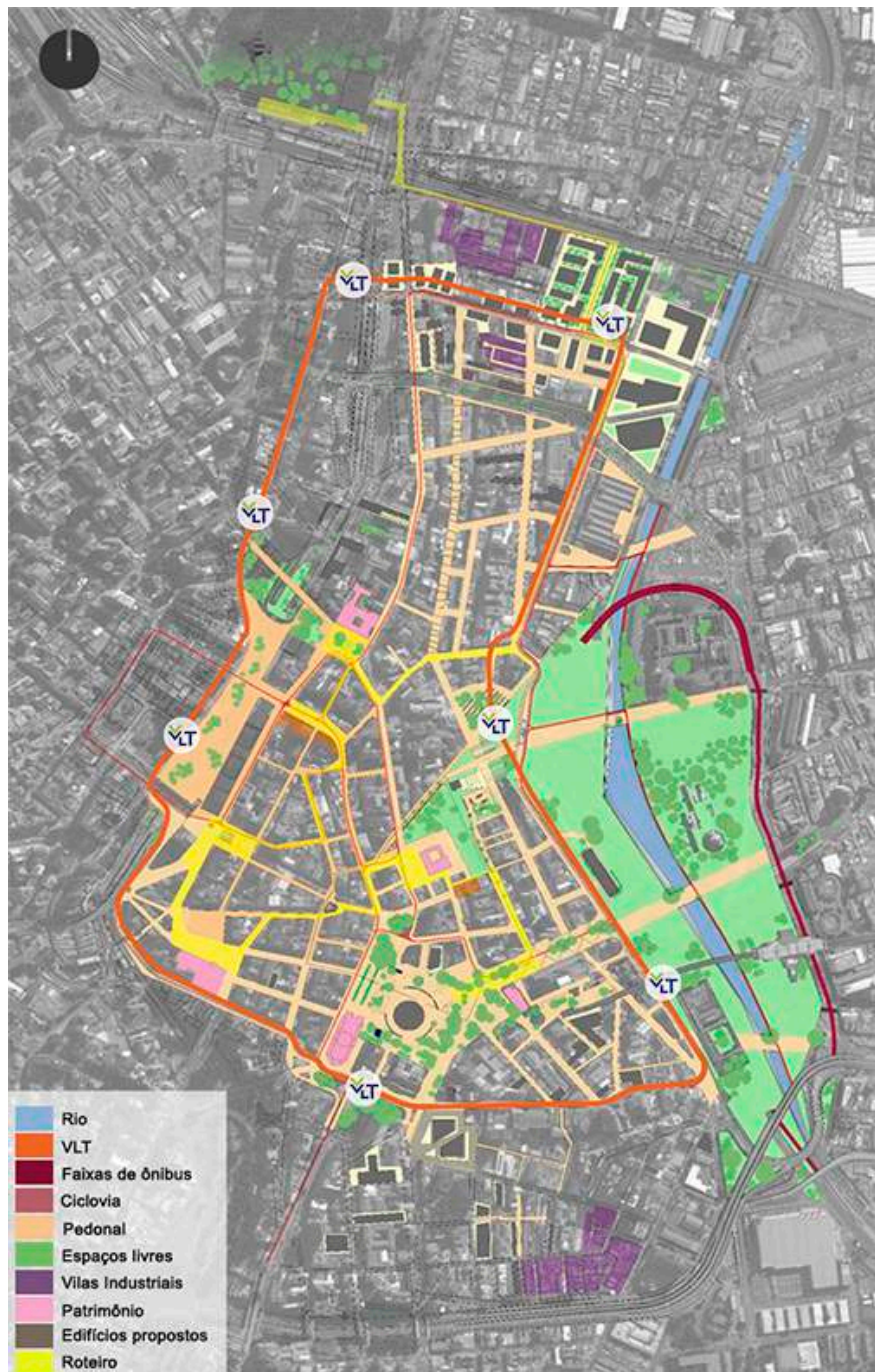 VLT
VLT
VLT
VLT
VLT
VLT
VLT
Rio
VLT
Faixas de ônibus
Ciclovia
Pedonal
Espaços livres
Vilas Industriais
Patrimônio
Edifícios propostos
Roteiro